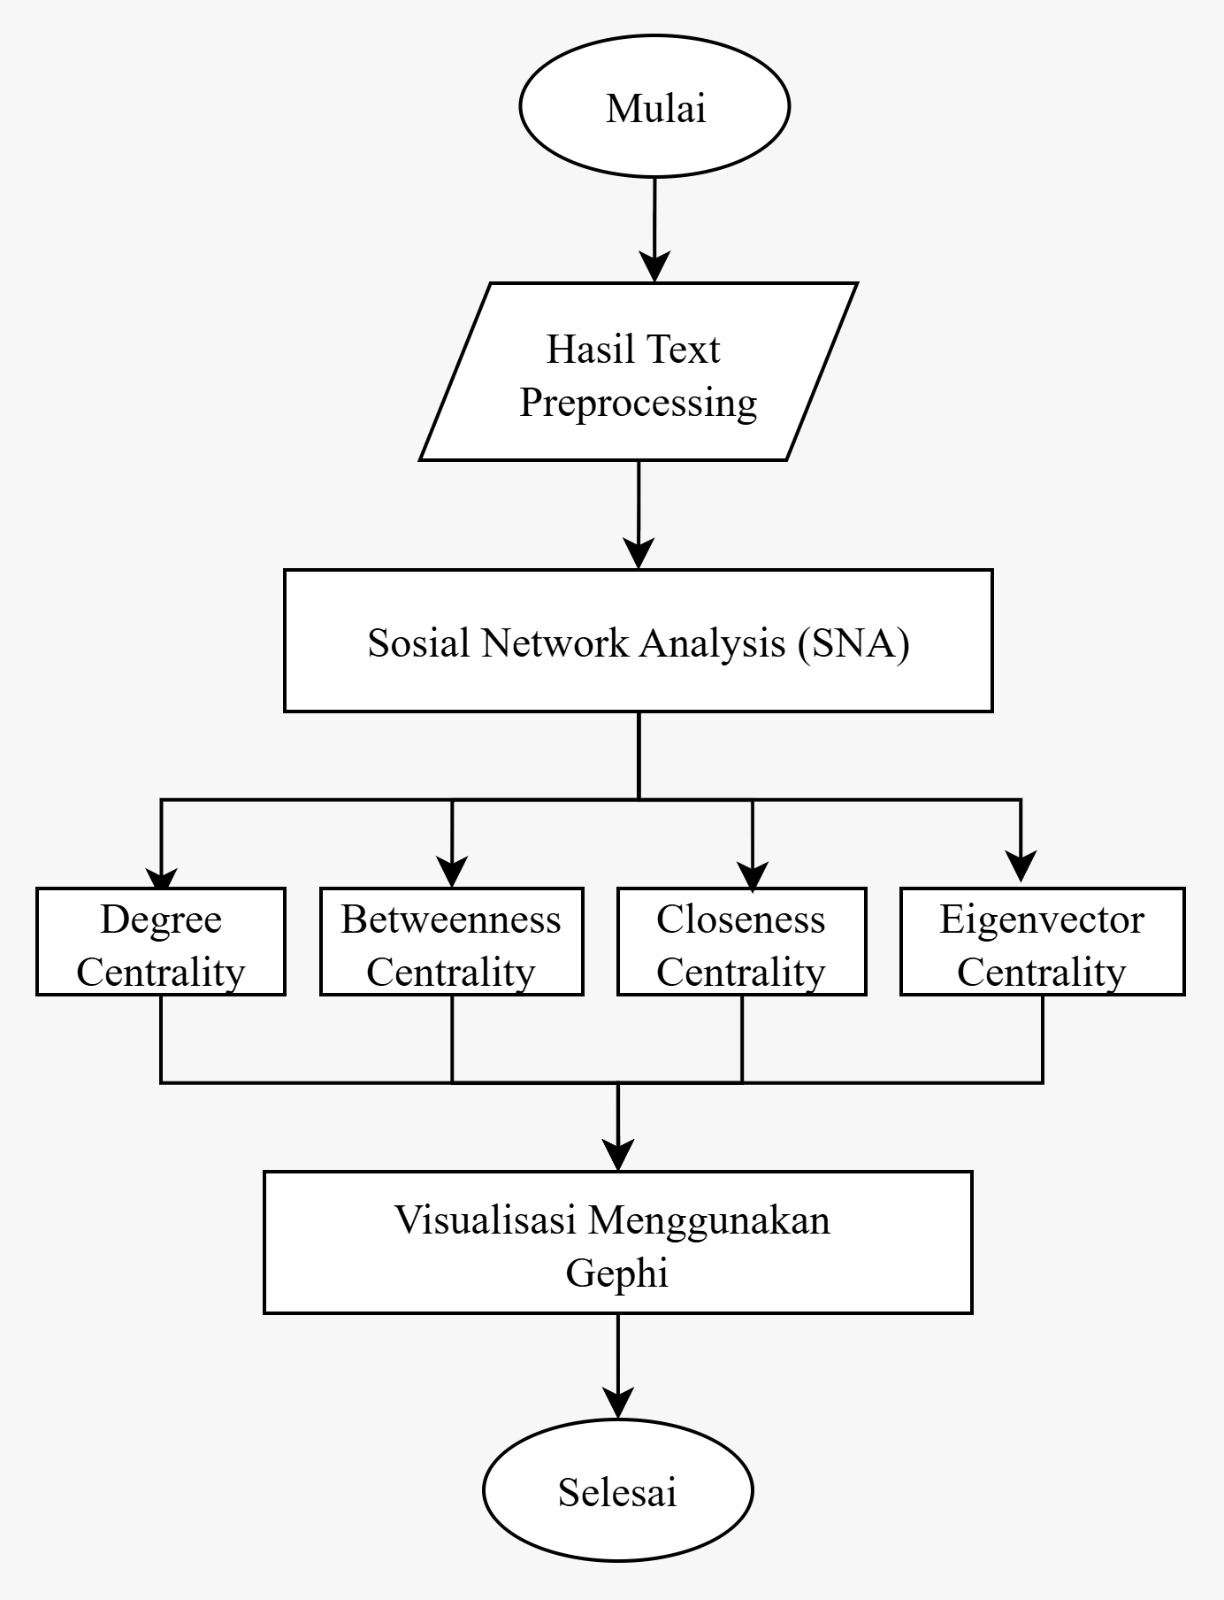 Mulai
Hasil Text
Preprocessing
Sosial Network Analysis (SNA)
Degree
Centrality
Betweenness
Centrality
Closeness
Centrality
Eigenvector
Centrality
Visualisasi Menggunakan
Gephi
Selesai